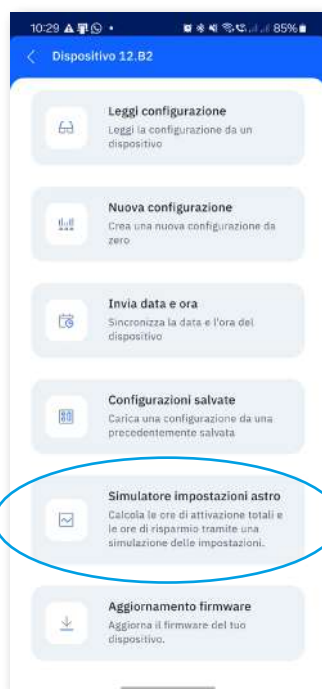 10:29
85%
Dispositivo 12.B2
Leggi configurazione
Leggi la configurazione da un
dispositivo
Nuova configurazione
Crea una nuova configurazione da
zero
Invia data e ora
Sincronizza la data e l'ora del
dispositivo
Configurazioni salvate
Carica una configurazione da una
precedentemente salvata
Simulatore impostazioni astro
Calcola le ore di attivazione totali e
le ore di risparmio tramite una
simulazione delle impostazioni.
Aggiornamento firmware
Aggiorna il firmware del tuo
dispositivo.